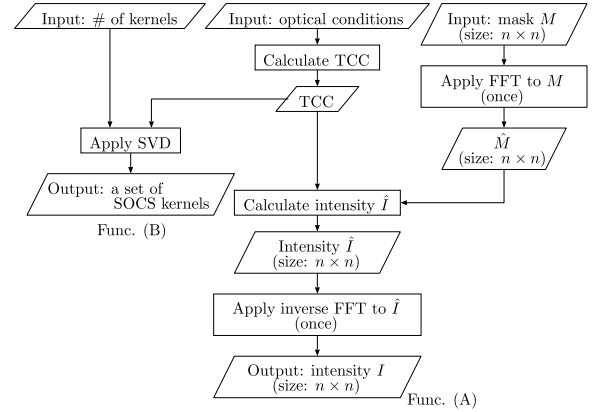 Input: # of kernels
Input: optical conditions
Input: mask M
(size: n × n)
Calculate TCC
Apply FFT to M
(once)
TCC
Apply SVD
M̂
(size: n × n)
Output: a set of
SOCS kernels
Func. (B)
Calculate intensity Î
Intensity Î
(size: n × n)
Apply inverse FFT to Î
(once)
Output: intensity I
(size: n × n)
Func. (A)